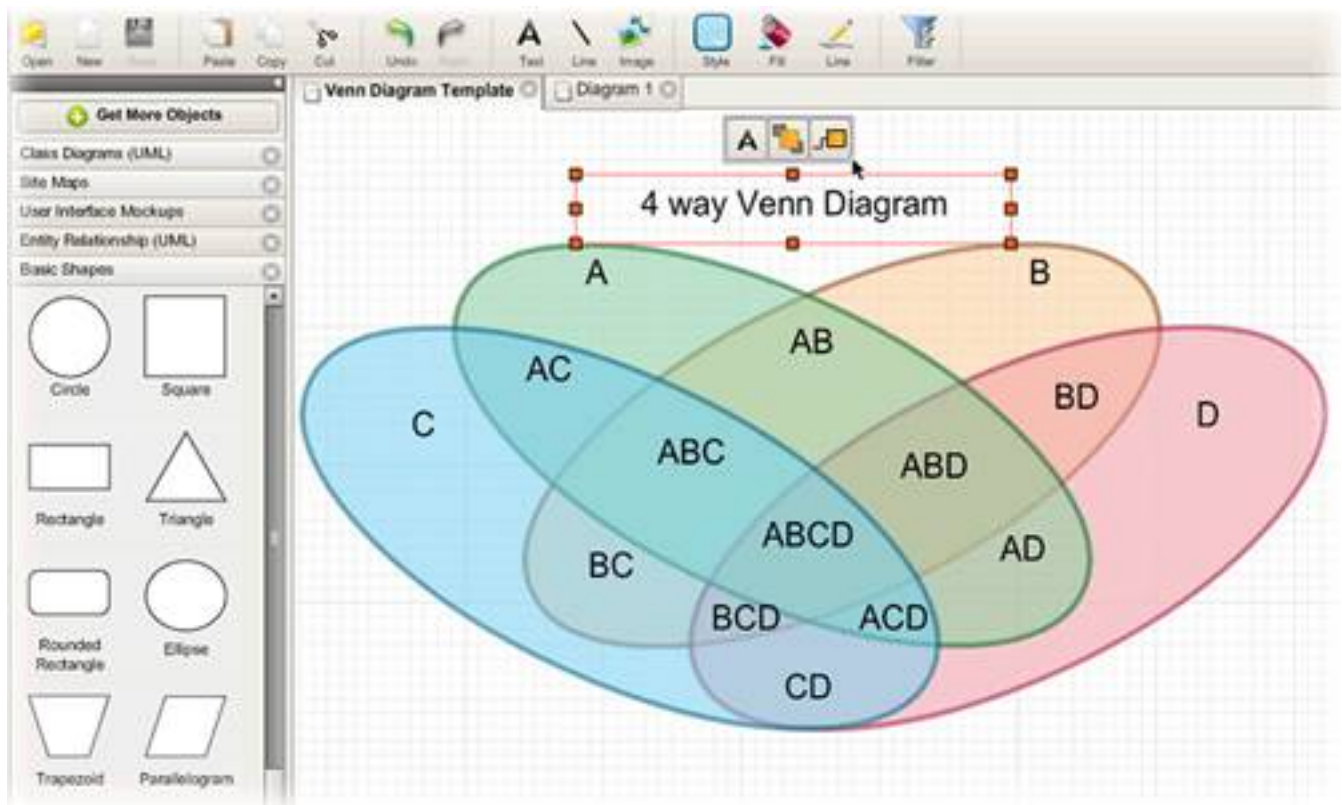 Open New Paste Copy Cut Undo Text Line Image Style Fill Line Filter
Venn Diagram Template Diagram 1
Get More Objects
Class Diagrams (UML)
Site Maps
User Interface Mockups
Entity Relationship (UML)
Basic Shapes
Circle Square
Rectangle Triangle
Rounded
Rectangle
Ellipse
Trapezoid Parallelogram
A
4 way Venn Diagram
A B
AB
AC BD
C D
ABC ABD
ABCD
BC AD
BCD ACD
CD